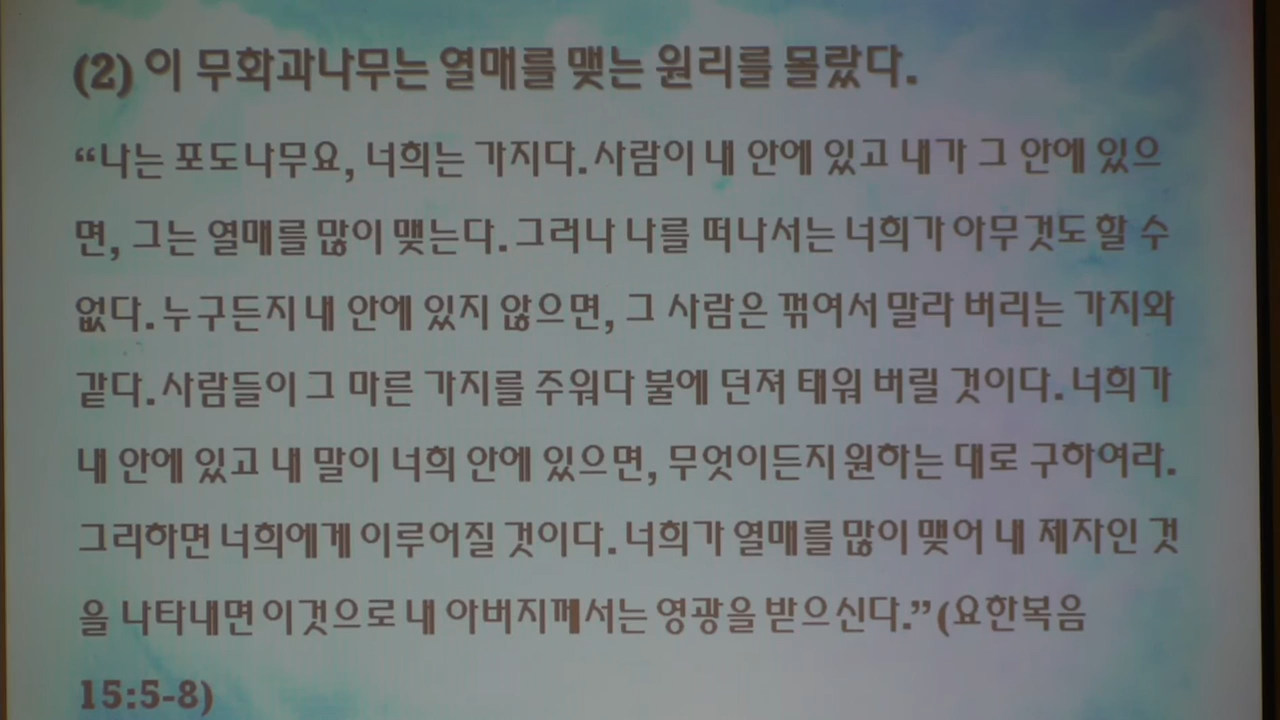 (2) 이 무화과나무는 열매를 맺는 원리를 몰랐다.
“나는 포도나무요, 너희는 가지다. 사람이 내 안에 있고 내가 그 안에 있으
면, 그는 열매를 많이 맺는다. 그러나 나를 떠나서는 너희가 아무것도 할 수
없다. 누구든지 내 안에 있지 않으면, 그 사람은 꺾여서 말라 버리는 가지와
같다. 사람들이 그 마른 가지를 주워다 불에 던져 태워 버릴 것이다. 너희가
내 안에 있고 내 말이 너희 안에 있으면, 무엇이든지 원하는 대로 구하여라.
그리하면 너희에게 이루어질 것이다. 너희가 열매를 많이 맺어 내 제자인 것
을 나타내면 이것으로 내 아버지께서는 영광을 받으신다.”(요한복음
15:5-8)